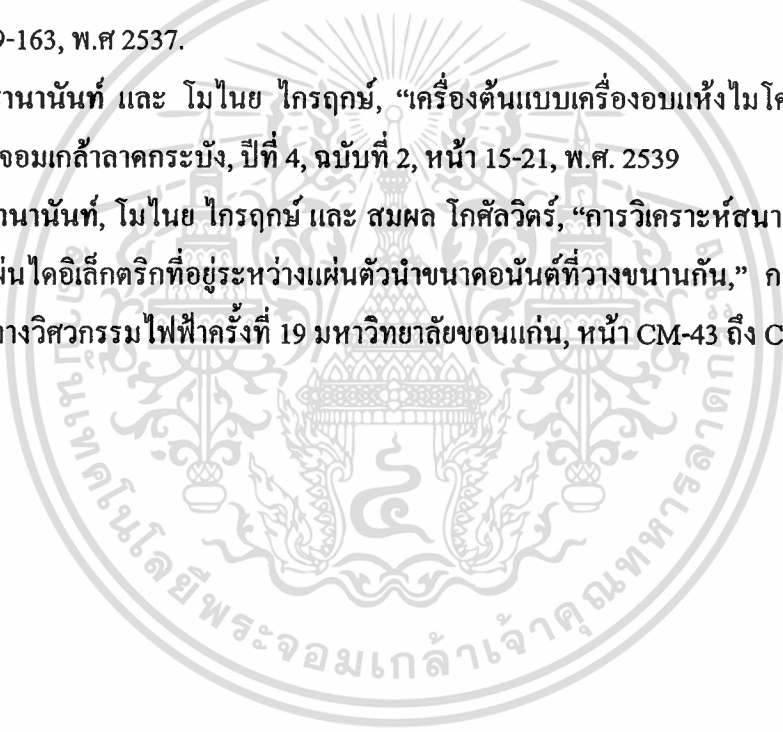 9-163, พ.ศ 2537.
รานานันท์ และ โมไนย ไกรฤกษ์, “เครื่องต้นแบบเครื่องอบแห้งไมโค
จอมเกล้าลาดกระบัง, ปีที่ 4, ฉบับที่ 2, หน้า 15-21, พ.ศ. 2539
านานันท์, โมไนย ไกรฤกษ์ และ สมผล โกศัลวิตร์, “การวิเคราะห์สนา
ผ่นไดอิเล็กตริกที่อยู่ระหว่างแผ่นตัวนำขนาดอนันต์ที่วางขนานกัน,” ก
ทางวิศวกรรมไฟฟ้าครั้งที่ 19 มหาวิทยาลัยขอนแก่น, หน้า CM-43 ถึง C
เทคโนโลยีพระจอมเกล้าเจ้าคุณทหารลาดก